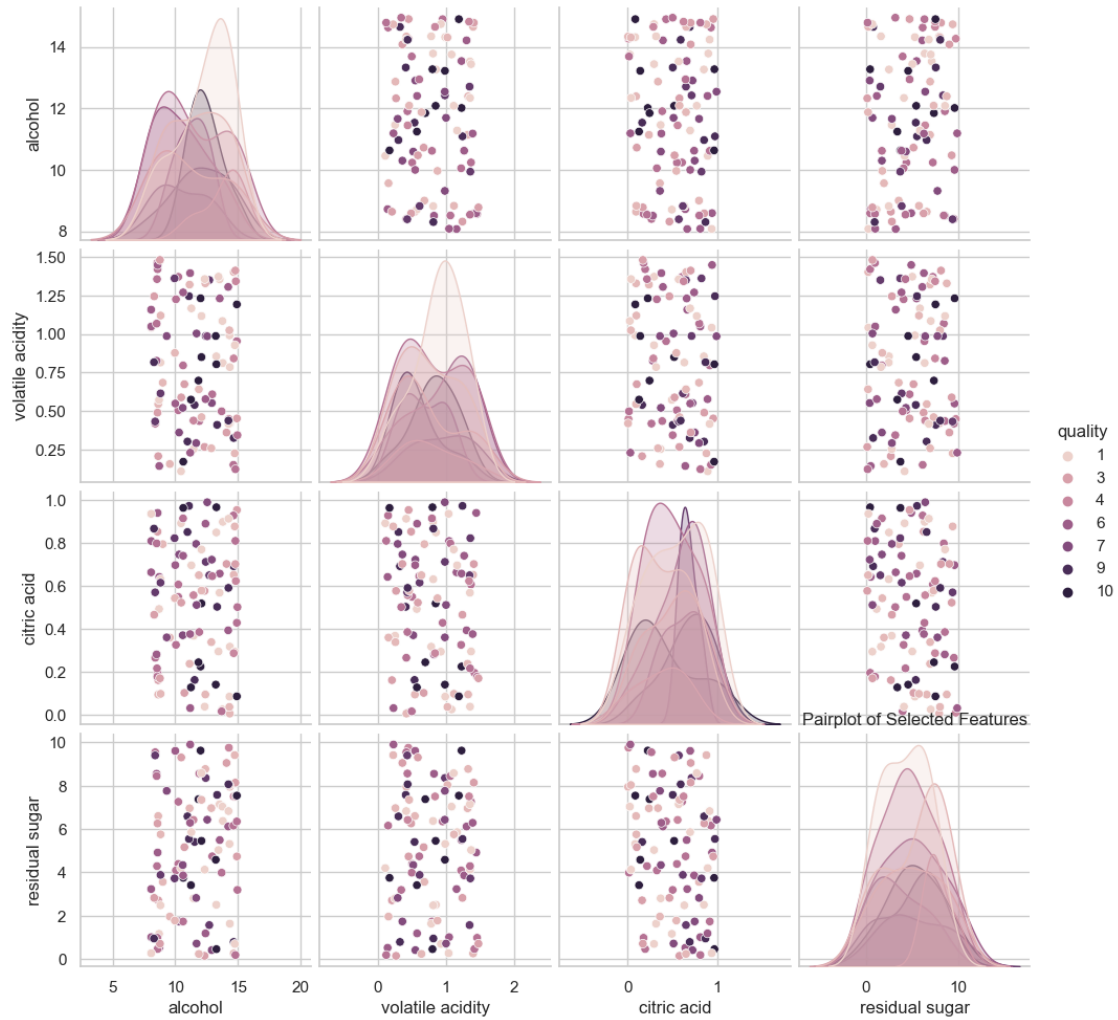 alcohol
14
12
10
8
volatile acidity
1.50
1.25
1.00
0.75
0.50
0.25
quality
1
3
4
6
7
9
10
citric acid
1.0
0.8
0.6
0.4
0.2
0.0
Pairplot of Selected Features
residual sugar
10
8
6
4
2
0
5 10 15 20
0 1 2
0 1
0 10
alcohol
volatile acidity
citric acid
residual sugar